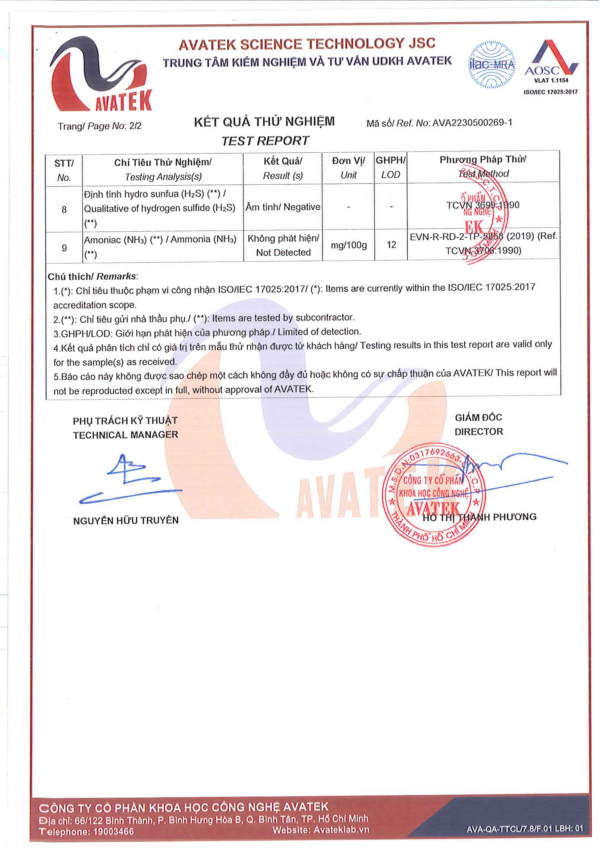 AVATEK SCIENCE TECHNOLOGY JSC
TRUNG TÂM KIỂM NGHIỆM VÀ TƯ VẤN UDKH AVATEK
AVATEK
ilac-MRA
AOSC
VLAT 1.1154
ISO/IEC 17025:2017
Trang/ Page No: 2/2
KẾT QUẢ THỬ NGHIỆM
Mã số/ Ref. No: AVA2230500269-1
TEST REPORT
STT/ No. Chỉ Tiêu Thử Nghiệm/ Testing Analysis(s) Kết Quả/ Result (s) Đơn Vị/ Unit GHPH/ LOD Phương Pháp Thử/ Test Method
8 Định tính hydro sunfua (H₂S) (**) / Qualitative of hydrogen sulfide (H₂S) (**) Âm tính/ Negative - - TCVN 3699:1990
9 Amoniac (NH₃) (**) / Ammonia (NH₃) (**) Không phát hiện/ Not Detected mg/100g 12 EVN-R-RD-2-TP-5858 (2019) (Ref. TCVN 3706:1990)
Chú thích/ Remarks:
1.(*): Chỉ tiêu thuộc phạm vi công nhận ISO/IEC 17025:2017/ (*): Items are currently within the ISO/IEC 17025:2017
accreditation scope.
2.(**): Chỉ tiêu gửi nhà thầu phụ./ (**): Items are tested by subcontractor.
3.GHPH/LOD: Giới hạn phát hiện của phương pháp./ Limited of detection.
4.Kết quả phân tích chỉ có giá trị trên mẫu thử nhận được từ khách hàng/ Testing results in this test report are valid only
for the sample(s) as received.
5.Báo cáo này không được sao chép một cách không đầy đủ hoặc không có sự chấp thuận của AVATEK/ This report will
not be reproducted except in full, without approval of AVATEK.
PHỤ TRÁCH KỸ THUẬT
TECHNICAL MANAGER
GIÁM ĐỐC
DIRECTOR
M.S.D.N:0317692663-C.T.C.P
CÔNG TY CỔ PHẦN
KHOA HỌC CÔNG NGHỆ
AVATEK
THÀNH PHỐ HỒ CHÍ MINH
NGUYỄN HỮU TRUYỀN
HỒ THỊ THANH PHƯƠNG
AVATEK
CÔNG TY CỔ PHẦN KHOA HỌC CÔNG NGHỆ AVATEK
Địa chỉ: 66/122 Bình Thành, P. Bình Hưng Hòa B, Q. Bình Tân, TP. Hồ Chí Minh
Telephone: 19003466
Website: Avateklab.vn
AVA-QA-TTCL/7.8/F.01 LBH: 01